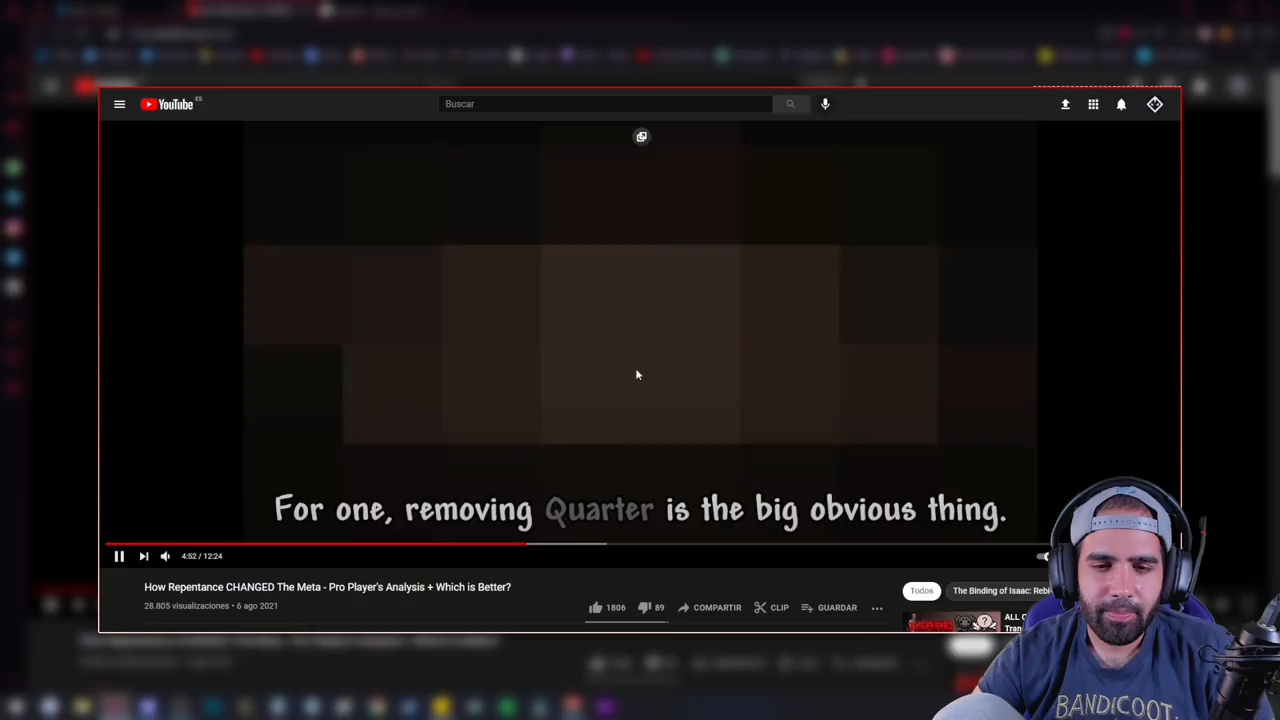 YouTube ES
Buscar
For one, removing Quarter is the big obvious thing.
4:52 / 12:24
How Repentance CHANGED The Meta - Pro Player's Analysis + Which is Better?
28.805 visualizaciones • 6 ago 2021
1806
89
COMPARTIR
CLIP
GUARDAR
Todos
The Binding of Isaac: Rebi
ALL C
Tran
BANDICOOT